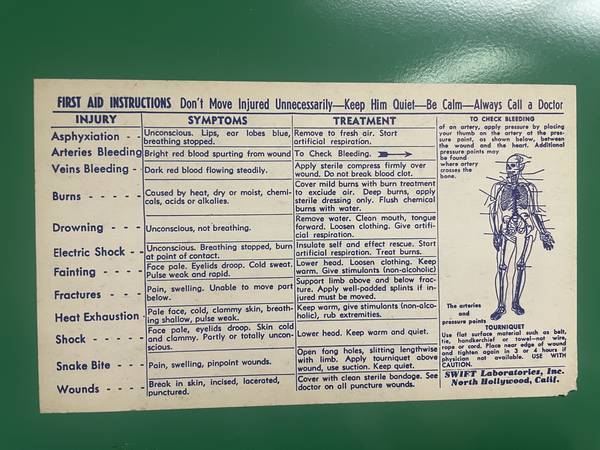 FIRST AID INSTRUCTIONS Don't Move Injured Unnecessarily—Keep Him Quiet—Be Calm—Always Call a Doctor
INJURY SYMPTOMS TREATMENT
Asphyxiation - - Unconscious. Lips, ear lobes blue, breathing stopped. Remove to fresh air. Start artificial respiration.
Arteries Bleeding Bright red blood spurting from wound To Check Bleeding.
Veins Bleeding - - Dark red blood flowing steadily. Apply sterile compress firmly over wound. Do not break blood clot.
Burns - - - - - Caused by heat, dry or moist, chemicals, acids or alkalies. Cover mild burns with burn treatment to exclude air. Deep burns, apply sterile dressing only. Flush chemical burns with water.
Drowning - - - - Unconscious, not breathing. Remove water. Clean mouth, tongue forward. Loosen clothing. Give artificial respiration.
Electric Shock - - Unconscious. Breathing stopped, burn at point of contact. Insulate self and effect rescue. Start artificial respiration. Treat burns.
Fainting - - - - Face pale. Eyelids droop. Cold sweat. Pulse weak and rapid. Lower head. Loosen clothing. Keep warm. Give stimulants (non-alcoholic)
Fractures - - - Pain, swelling. Unable to move part below. Support limb above and below fracture. Apply well-padded splints if injured must be moved.
Heat Exhaustion - Pale face, cold, clammy skin, breathing shallow, pulse weak. Keep warm, give stimulants (non-alcoholic), rub extremities.
Shock - - - - - Face pale, eyelids droop. Skin cold and clammy. Partly or totally unconscious. Lower head. Keep warm and quiet.
Snake Bite - - - Pain, swelling, pinpoint wounds. Open fang holes, slitting lengthwise with limb. Apply tourniquet above wound, use suction. Keep quiet.
Wounds - - - - Break in skin, incised, lacerated, punctured. Cover with clean sterile bandage. See doctor on all puncture wounds.
TO CHECK BLEEDING
of an artery, apply pressure by placing
your thumb on the artery at the pressure
point, as shown below, between
the wound and the heart. Additional
pressure points may
be found
where artery
crosses the
bone.
The arteries
and
pressure points
TOURNIQUET
Use flat surface material such as belt,
tie, handkerchief or towel—not wire,
rope or cord. Place near edge of wound
and tighten again in 3 or 4 hours if
physician not available. USE WITH
CAUTION.
SWIFT Laboratories, Inc.
North Hollywood, Calif.